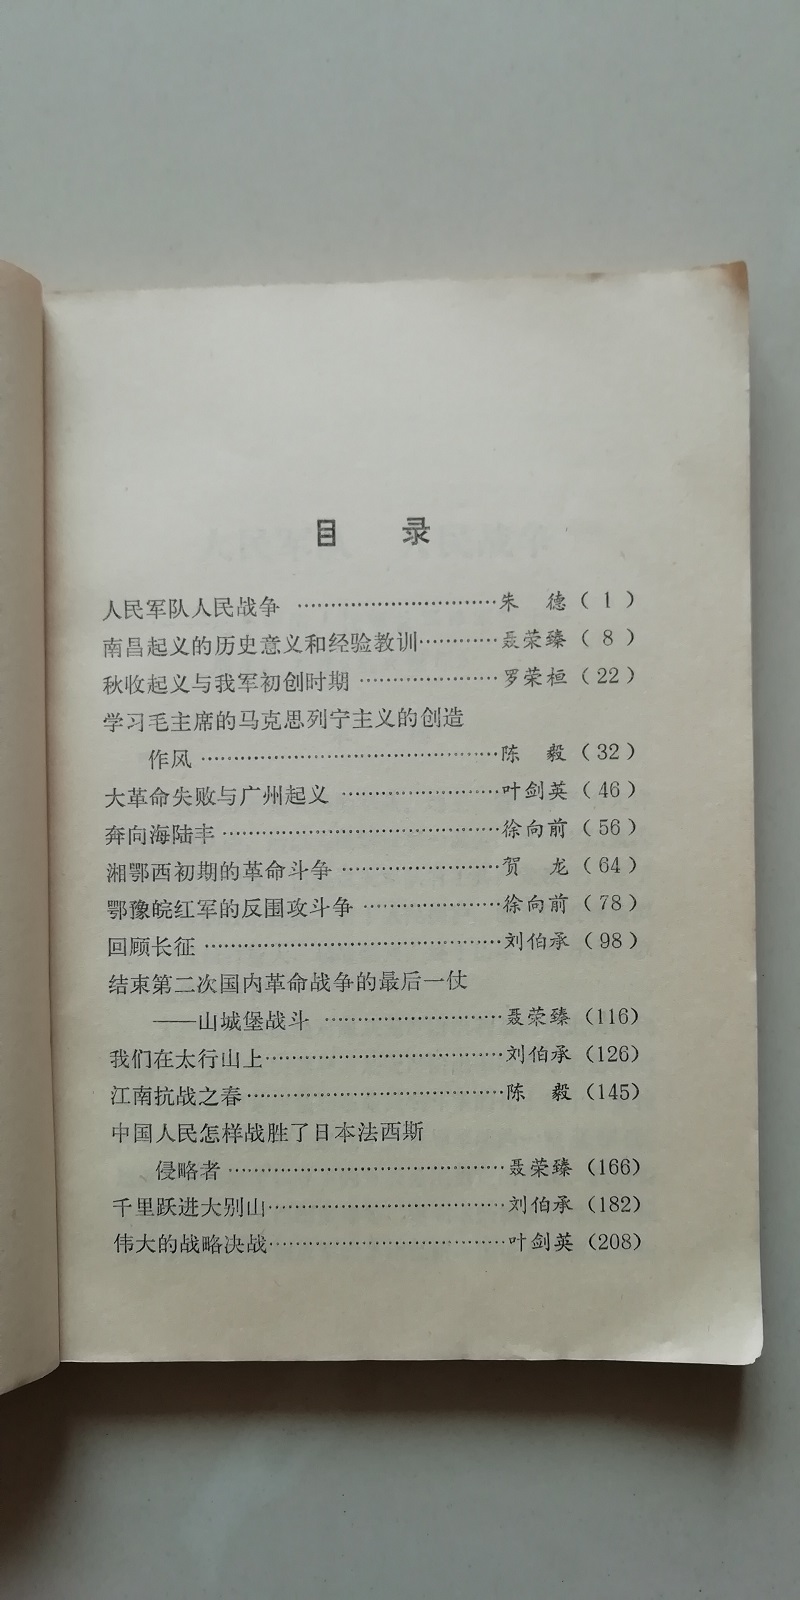 目 录
人民军队人民战争 ……………………………朱 德（ 1 ）
南昌起义的历史意义和经验教训…………聂荣臻（ 8 ）
秋收起义与我军初创时期 …………………罗荣桓（22）
学习毛主席的马克思列宁主义的创造
作风 ……………………………………陈 毅（32）
大革命失败与广州起义 ……………………叶剑英（46）
奔向海陆丰 …………………………………徐向前（56）
湘鄂西初期的革命斗争 ……………………贺 龙（64）
鄂豫皖红军的反围攻斗争 …………………徐向前（78）
回顾长征 ……………………………………刘伯承（98）
结束第二次国内革命战争的最后一仗
——山城堡战斗 ………………………聂荣臻（116）
我们在太行山上………………………………刘伯承（126）
江南抗战之春…………………………………陈 毅（145）
中国人民怎样战胜了日本法西斯
侵略者 …………………………………聂荣臻（166）
千里跃进大别山………………………………刘伯承（182）
伟大的战略决战………………………………叶剑英（208）